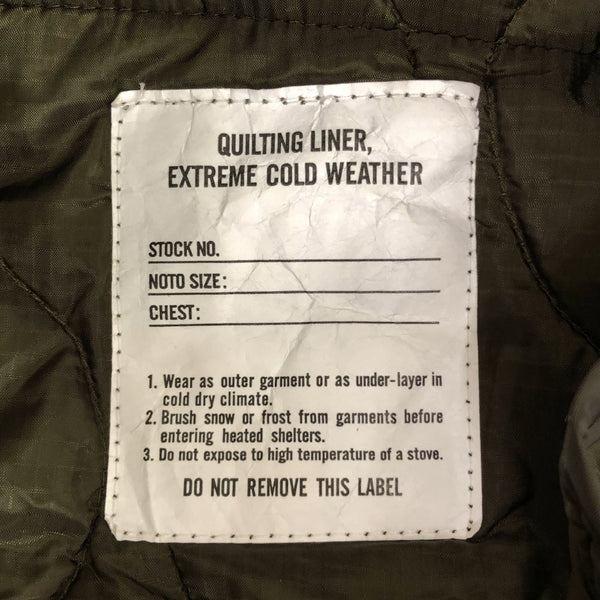 QUILTING LINER,
EXTREME COLD WEATHER
STOCK NO.
NOTO SIZE:
CHEST:
1. Wear as outer garment or as under-layer in
cold dry climate.
2. Brush snow or frost from garments before
entering heated shelters.
3. Do not expose to high temperature of a stove.
DO NOT REMOVE THIS LABEL